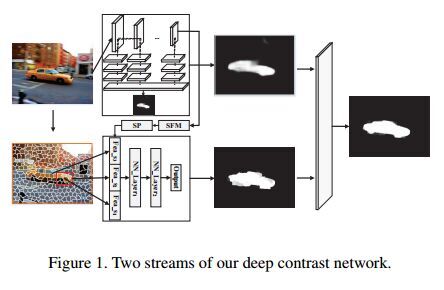 SP
SFM
Fea_s₁
Fea_s₂
Fea_s₃
NN_Layer₁
NN_Layer₂
Output
Figure 1. Two streams of our deep contrast network.